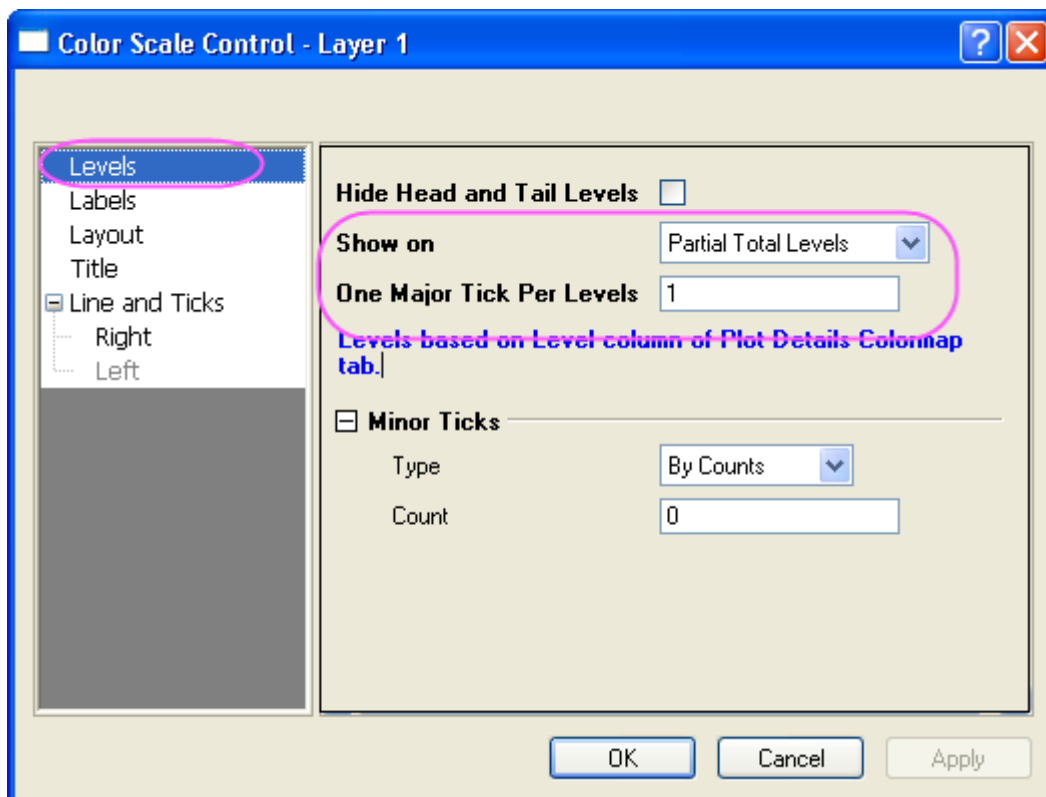 Color Scale Control - Layer 1
?
Levels
Labels
Layout
Title
Line and Ticks
Right
Left
Hide Head and Tail Levels
Show on Partial Total Levels
One Major Tick Per Levels 1
Levels based on Level column of Plot Details Colormap
tab.
Minor Ticks
Type By Counts
Count 0
OK Cancel Apply